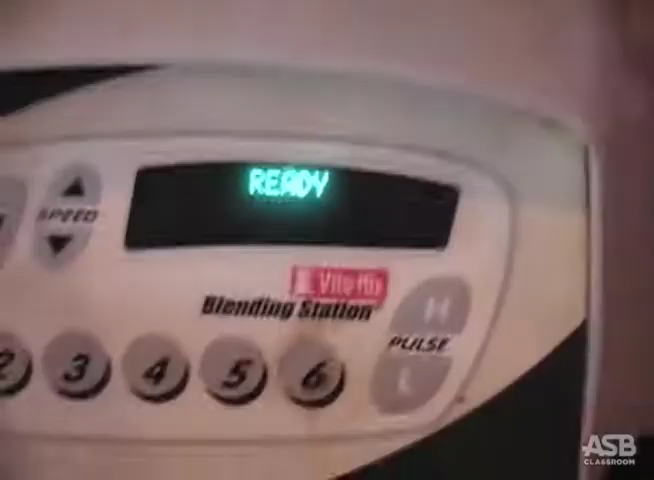 READY
SPEED
Vita-Mix
Blending Station
H
PULSE
L
2 3 4 5 6
ASB
CLASSROOM